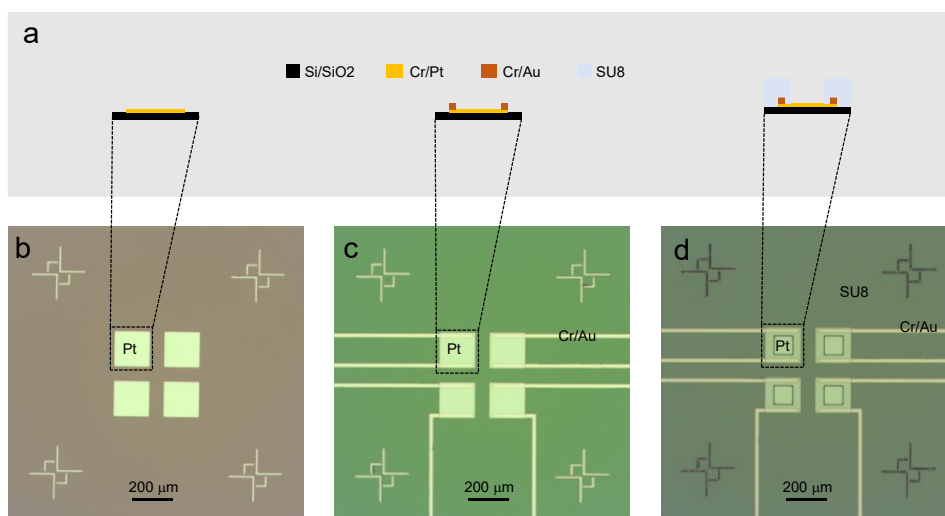 a
Si/SiO2 Cr/Pt Cr/Au SU8
b
Pt
200 μm
c
Pt
Cr/Au
200 μm
d
SU8
Cr/Au
Pt
200 μm